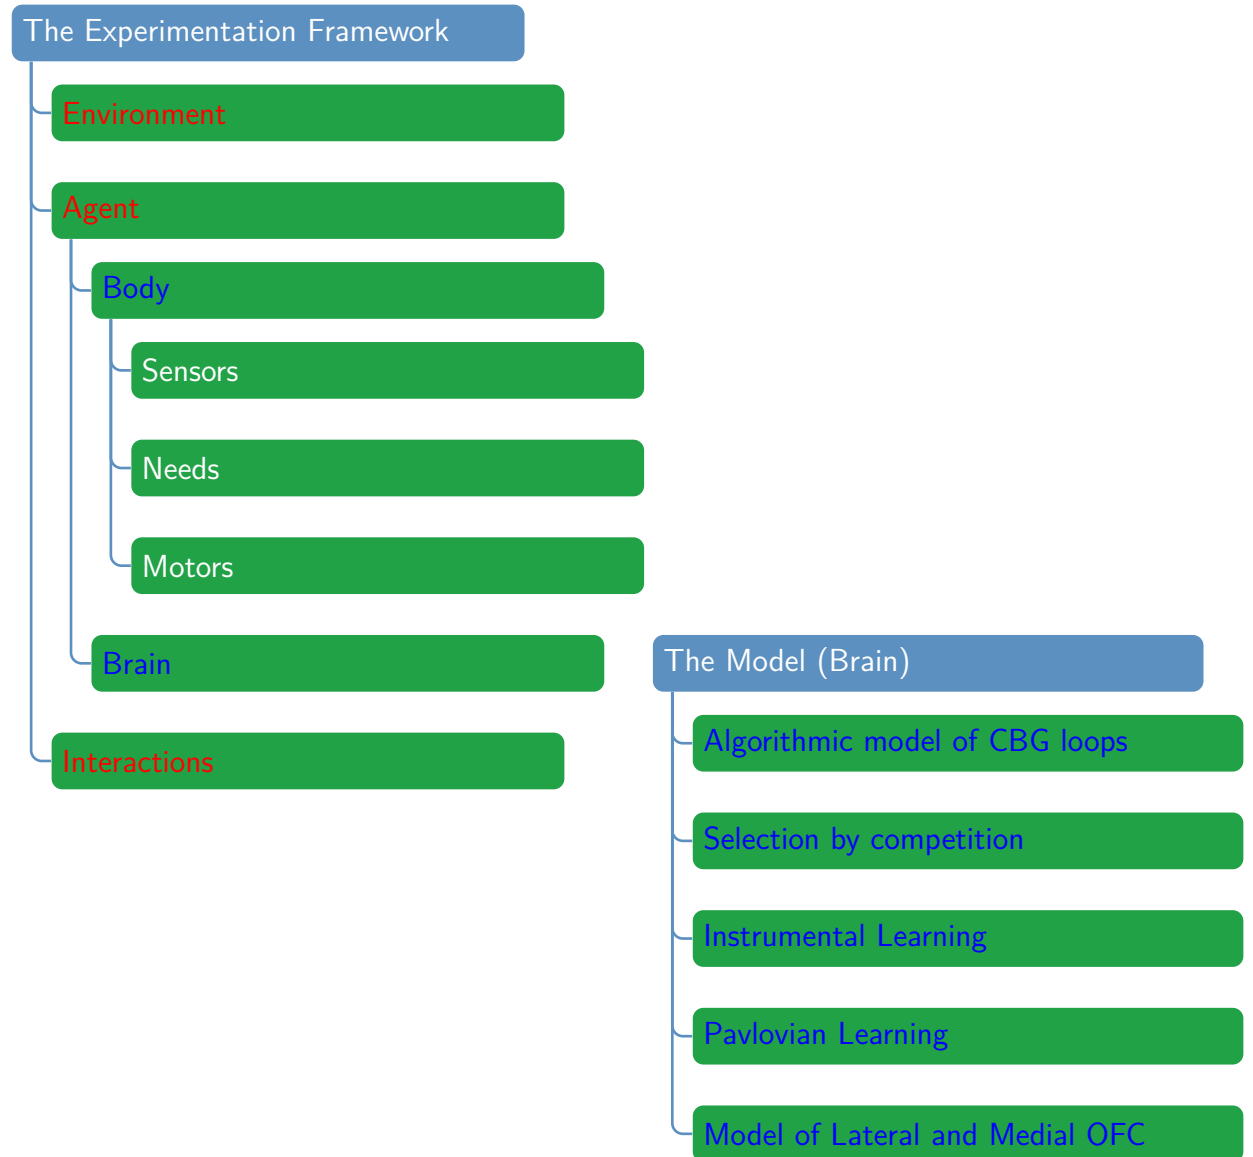 The Experimentation Framework
Environment
Agent
Body
Sensors
Needs
Motors
Brain
Interactions
The Model (Brain)
Algorithmic model of CBG loops
Selection by competition
Instrumental Learning
Pavlovian Learning
Model of Lateral and Medial OFC